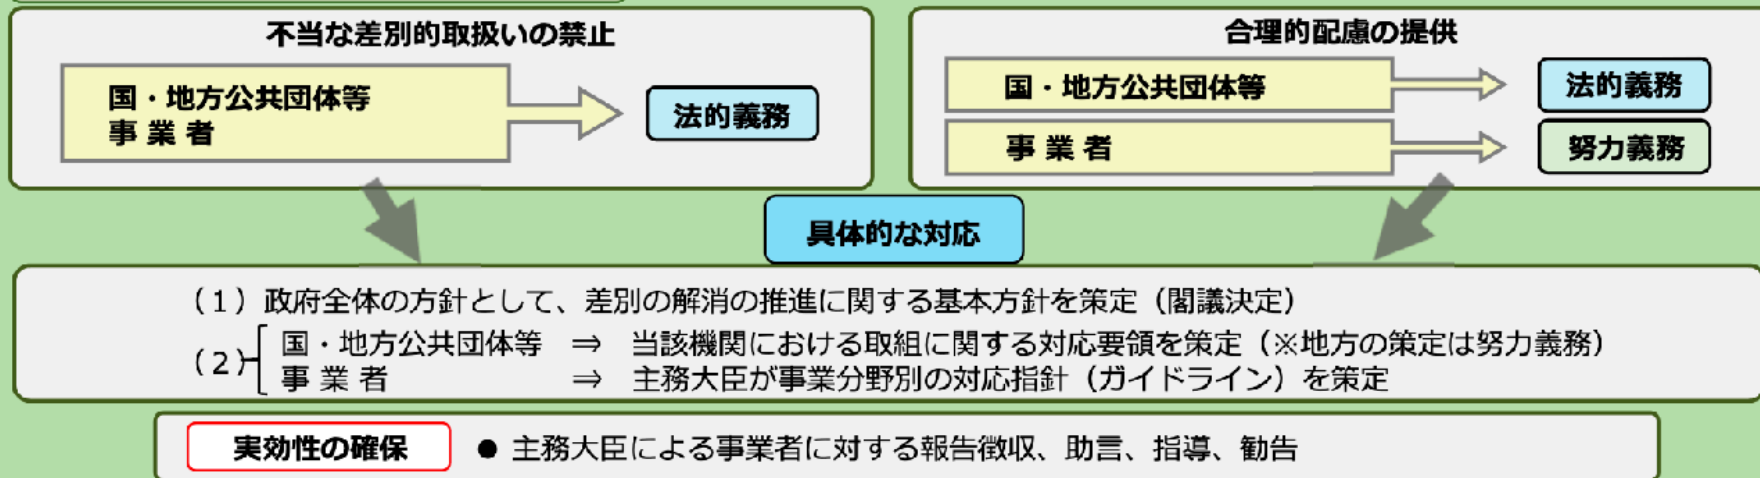 不当な差別的取扱いの禁止
国・地方公共団体等
事 業 者
法的義務
合理的配慮の提供
国・地方公共団体等
法的義務
事 業 者
努力義務
具体的な対応
（1）政府全体の方針として、差別の解消の推進に関する基本方針を策定（閣議決定）
（2）
国・地方公共団体等 ⇒ 当該機関における取組に関する対応要領を策定（※地方の策定は努力義務）
事 業 者 ⇒ 主務大臣が事業分野別の対応指針（ガイドライン）を策定
実効性の確保 ● 主務大臣による事業者に対する報告徴収、助言、指導、勧告